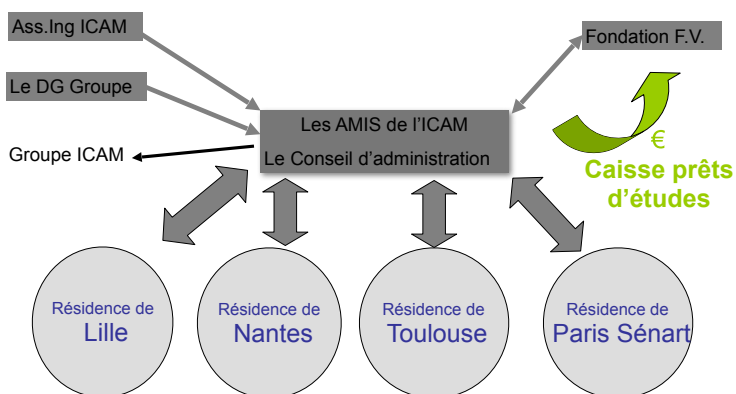 Ass.Ing ICAM
Fondation F.V.
Le DG Groupe
Les AMIS de l'ICAM
Le Conseil d'administration
Groupe ICAM
€
Caisse prêts
d'études
Résidence de
Lille
Résidence de
Nantes
Résidence de
Toulouse
Résidence de
Paris Sénart